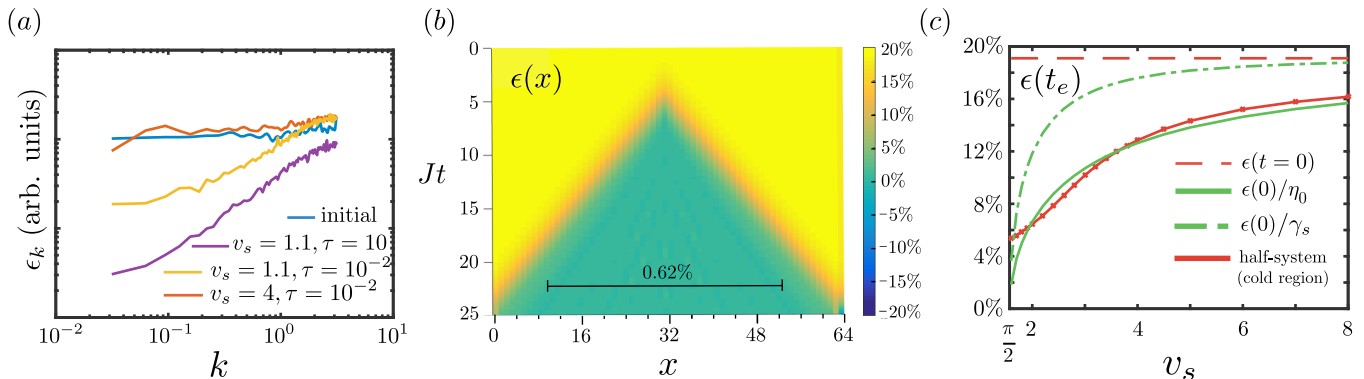 (a)
ϵ_k (arb. units)
10^{-2}
10^{-1}
10^0
10^1
k
initial
v_s = 1.1, τ = 10
v_s = 1.1, τ = 10^{-2}
v_s = 4, τ = 10^{-2}
(b)
Jt
0
5
10
15
20
25
ϵ(x)
0.62%
0
16
32
48
64
x
20%
15%
10%
5%
0%
−5%
−10%
−15%
−20%
(c)
20%
16%
12%
8%
4%
0%
ϵ(t_e)
ϵ(t = 0)
ϵ(0)/η_0
ϵ(0)/γ_s
half-system
(cold region)
π/2
2
4
6
8
v_s